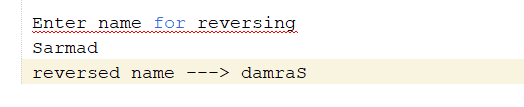 Enter name for reversing
Sarmad
reversed name ---> damraS